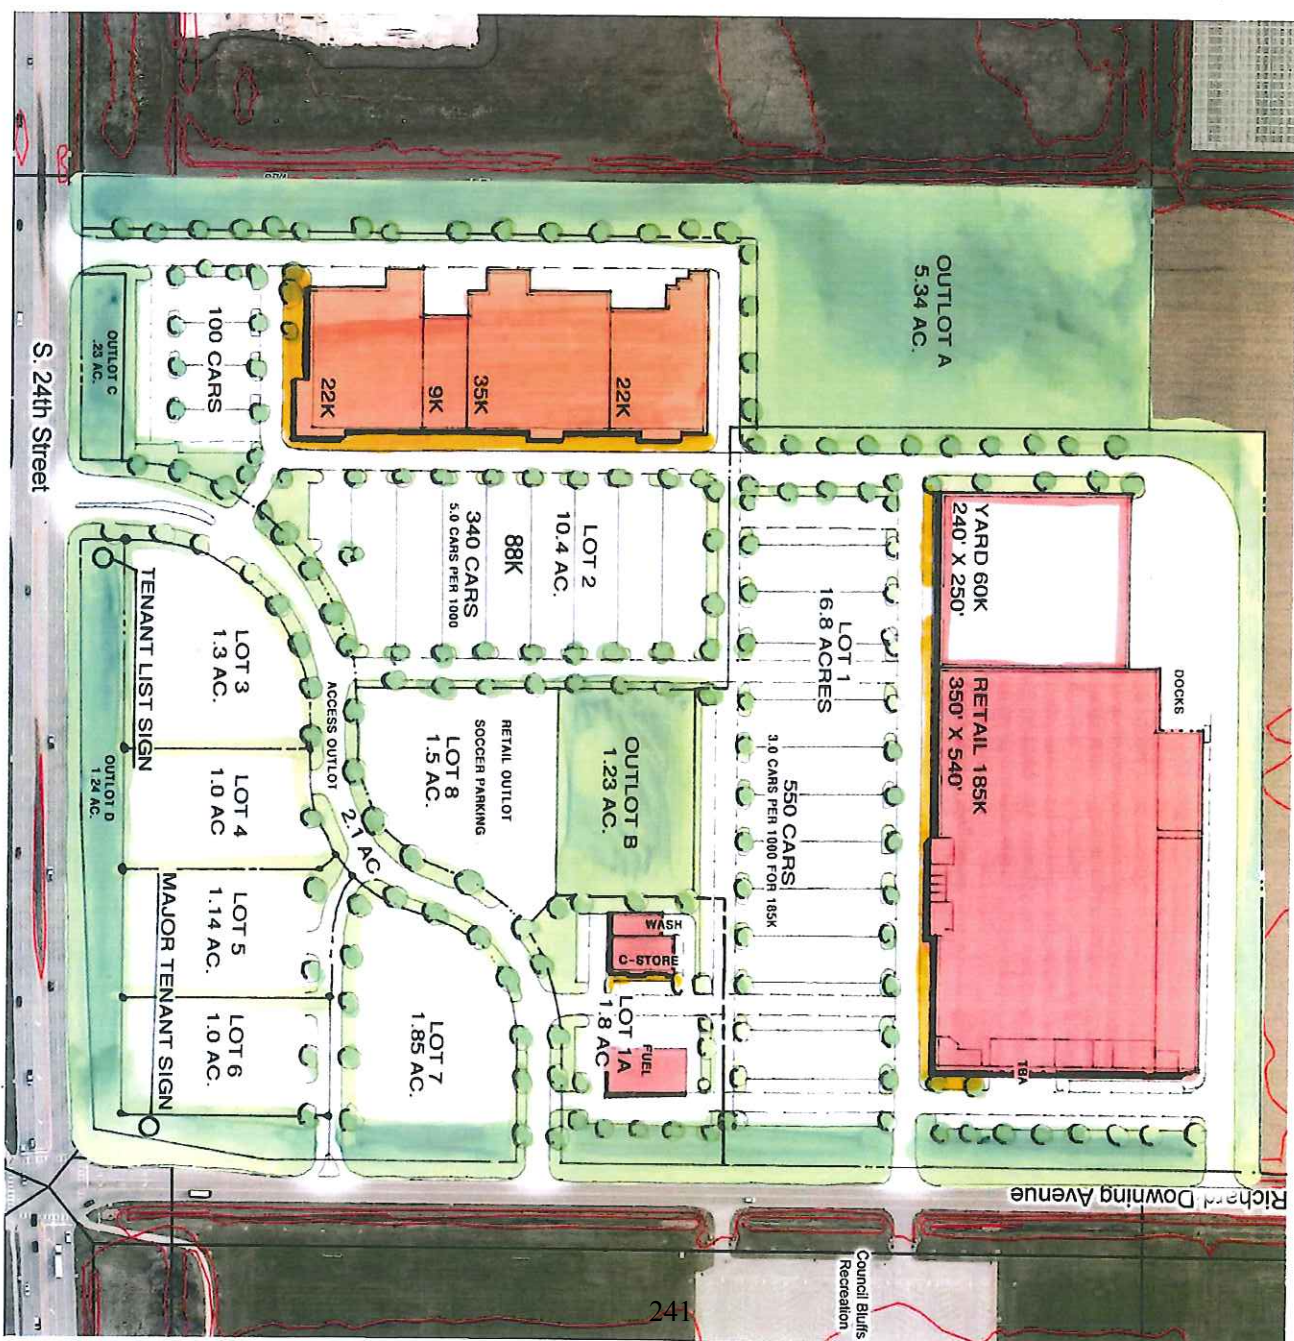 OUTLOT A
5.34 AC.
YARD 60K
240' X 250'
DOCKS
RETAIL 185K
350' X 540'
TBA
LOT 1
16.8 ACRES
550 CARS
3.0 CARS PER 1000 FOR 185K
22K
35K
9K
22K
100 CARS
OUTLOT C
.23 AC.
LOT 2
10.4 AC.
88K
340 CARS
5.0 CARS PER 1000
OUTLOT B
1.23 AC.
RETAIL OUTLOT
SOCCER PARKING
LOT 8
1.5 AC.
WASH
C-STORE
LOT 1A
1.8 AC
FUEL
ACCESS OUTLOT
2.1 AC
LOT 3
1.3 AC.
LOT 4
1.0 AC
LOT 5
1.14 AC.
LOT 6
1.0 AC.
LOT 7
1.85 AC.
TENANT LIST SIGN
MAJOR TENANT SIGN
OUTLOT D
1.24 AC.
S. 24th Street
Richard Downing Avenue
Council Bluffs
Recreation
241